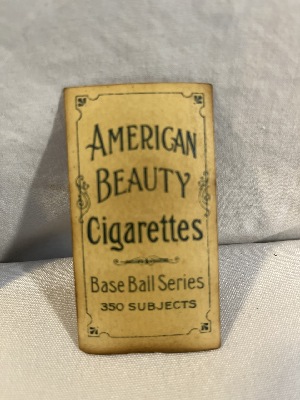 AMERICAN
BEAUTY
Cigarettes
Base Ball Series
350 SUBJECTS